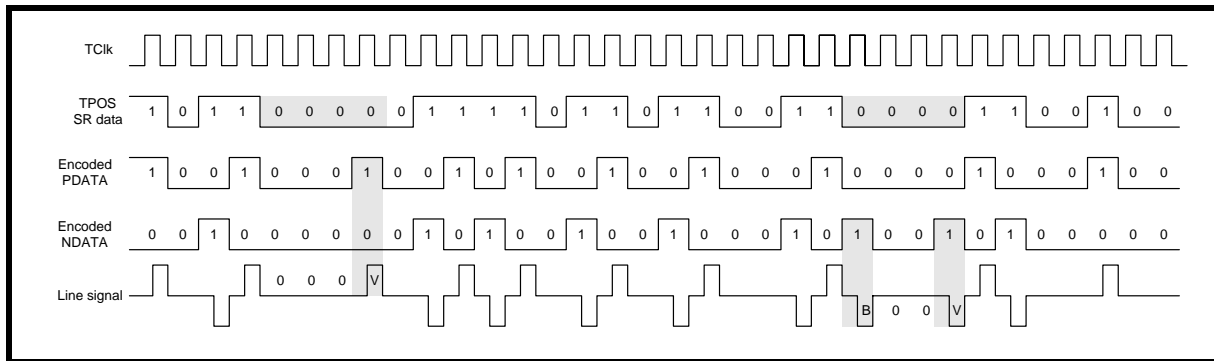 TClk
TPOS
SR data
1 0 1 1 0 0 0 0 0 1 1 1 1 0 1 1 0 1 1 0 0 1 1 0 0 0 0 1 1 0 0 1 0 0
Encoded
PDATA
1 0 0 1 0 0 0 1 0 0 1 0 1 0 0 1 0 0 1 0 0 0 1 0 0 0 0 1 0 0 0 1 0 0
Encoded
NDATA
0 0 1 0 0 0 0 0 0 1 0 1 0 0 1 0 0 1 0 0 0 1 0 1 0 0 1 0 1 0 0 0 0 0
Line signal
0 0 0 V
B 0 0 V